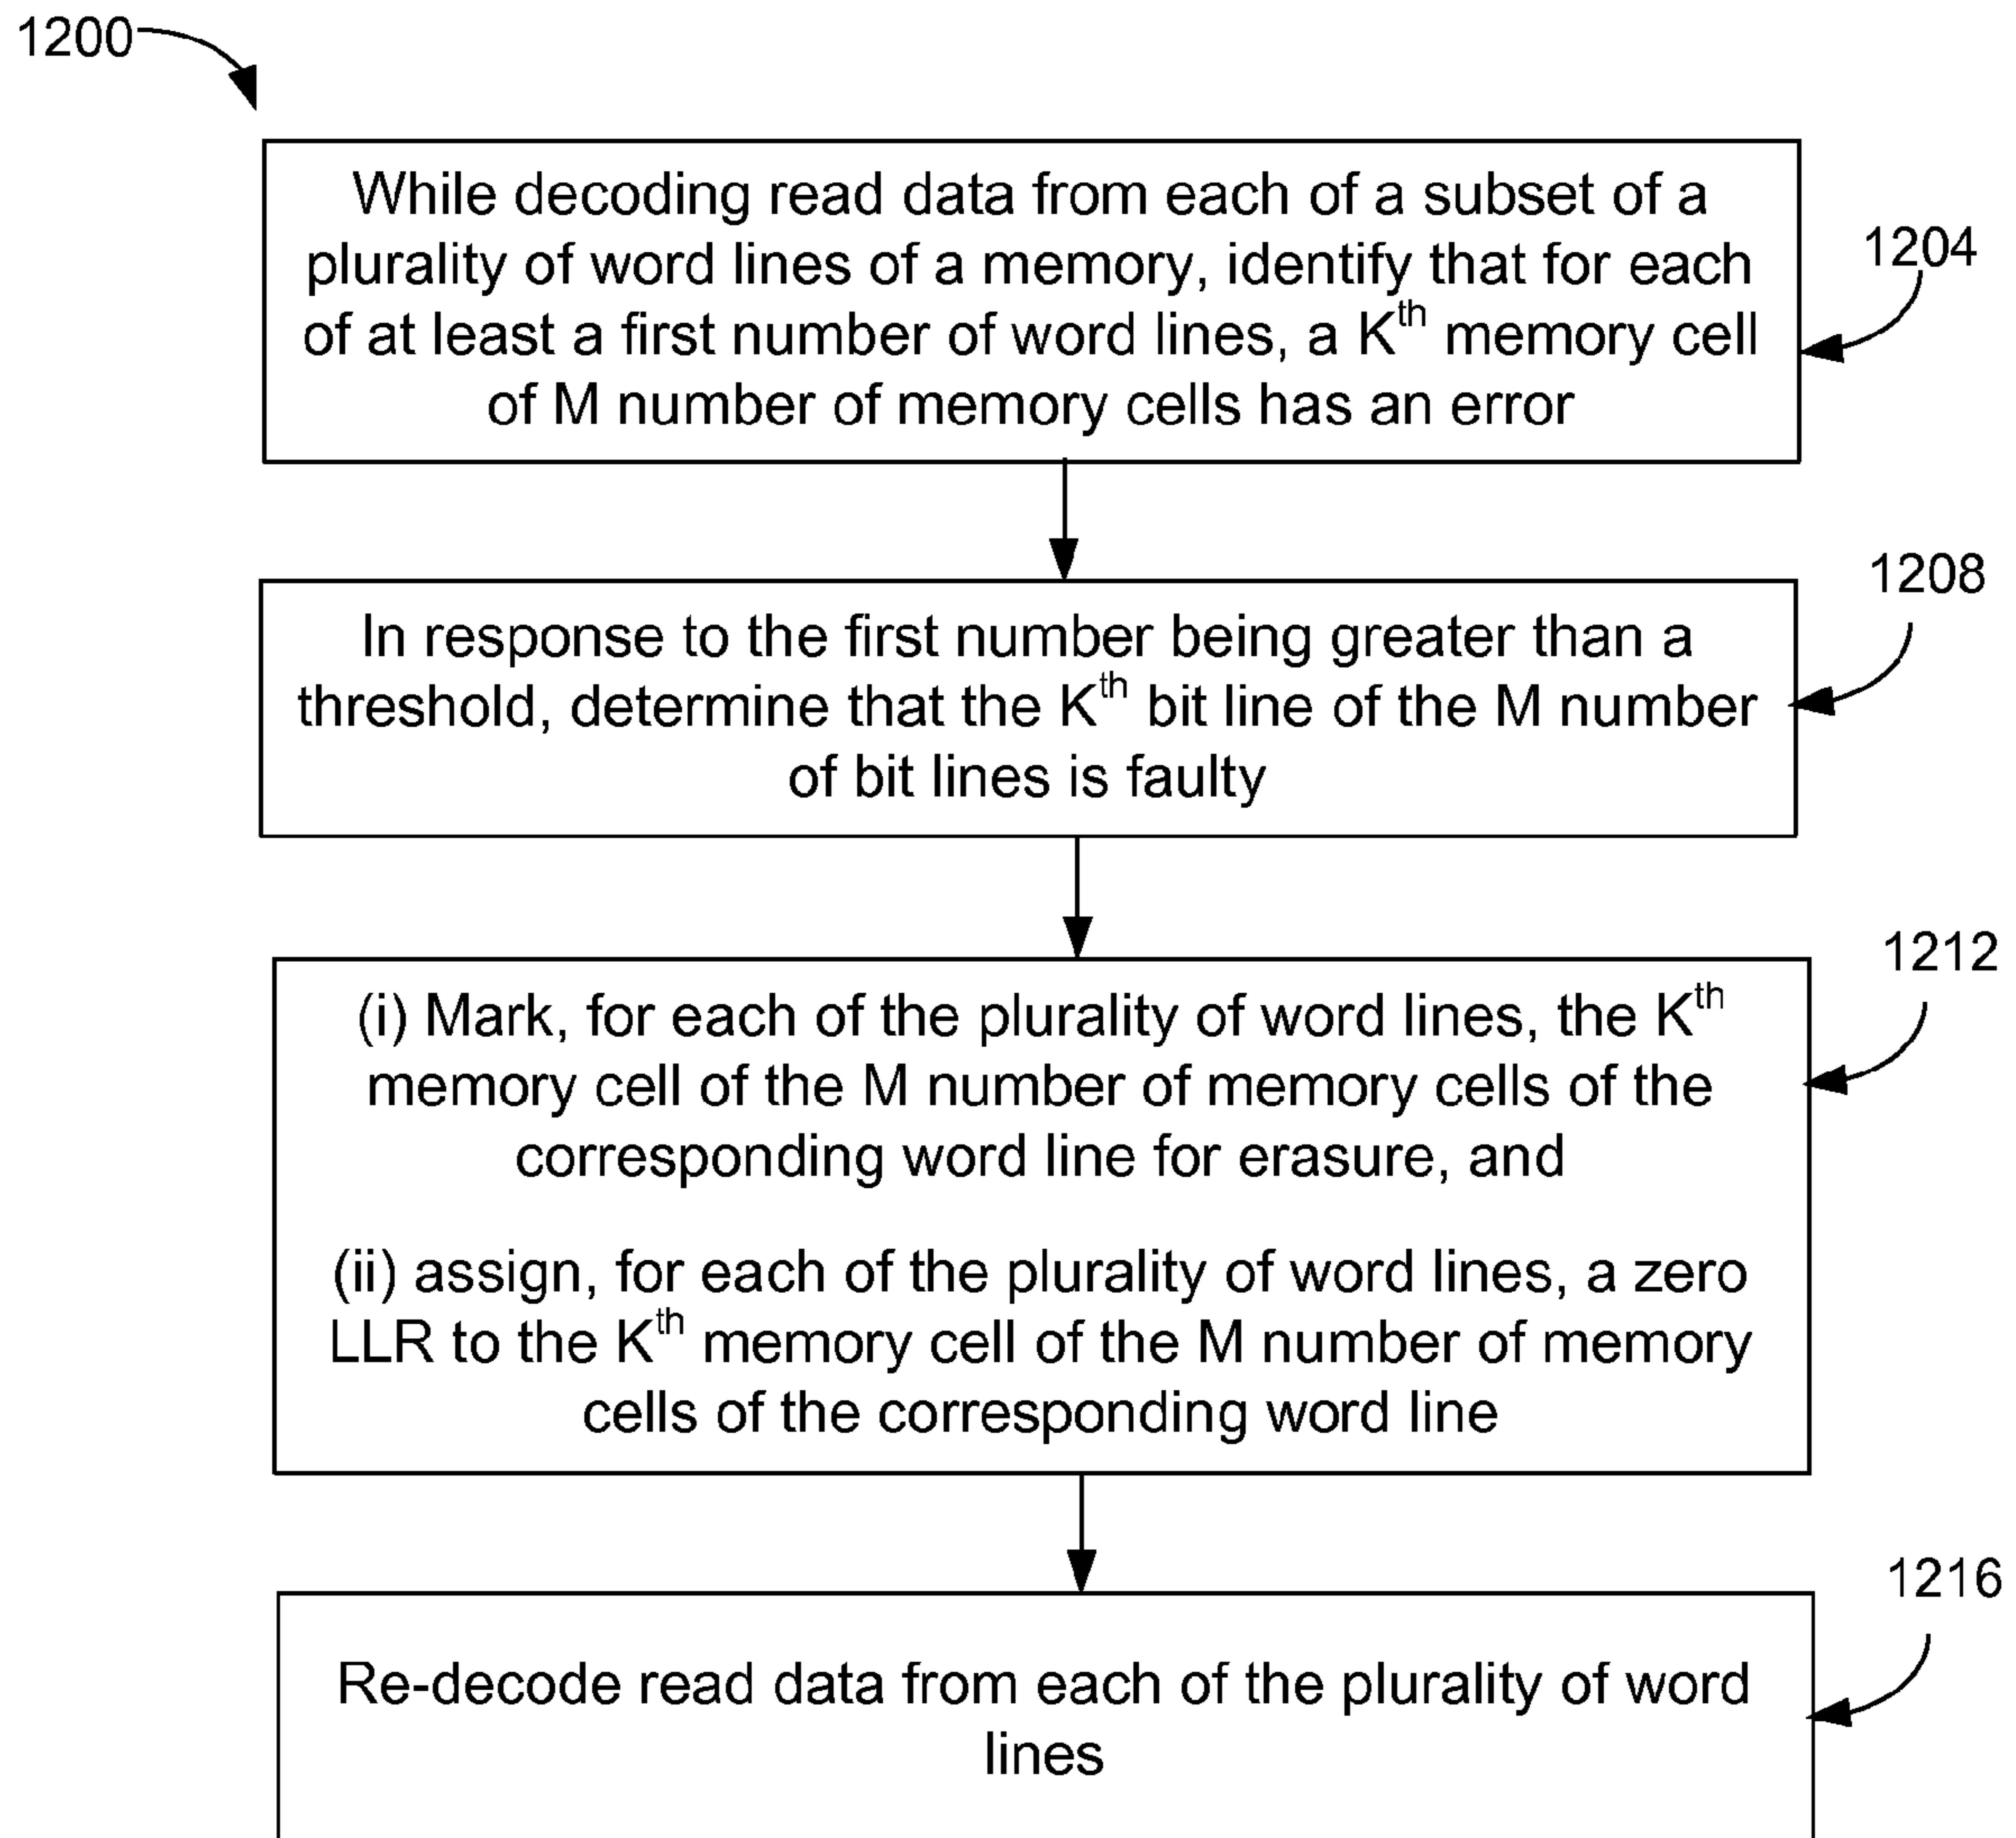 1200
While decoding read data from each of a subset of a
plurality of word lines of a memory, identify that for each
of at least a first number of word lines, a Kth memory cell
of M number of memory cells has an error
1204
In response to the first number being greater than a
threshold, determine that the Kth bit line of the M number
of bit lines is faulty
1208
(i) Mark, for each of the plurality of word lines, the Kth
memory cell of the M number of memory cells of the
corresponding word line for erasure, and
(ii) assign, for each of the plurality of word lines, a zero
LLR to the Kth memory cell of the M number of memory
cells of the corresponding word line
1212
Re-decode read data from each of the plurality of word
lines
1216